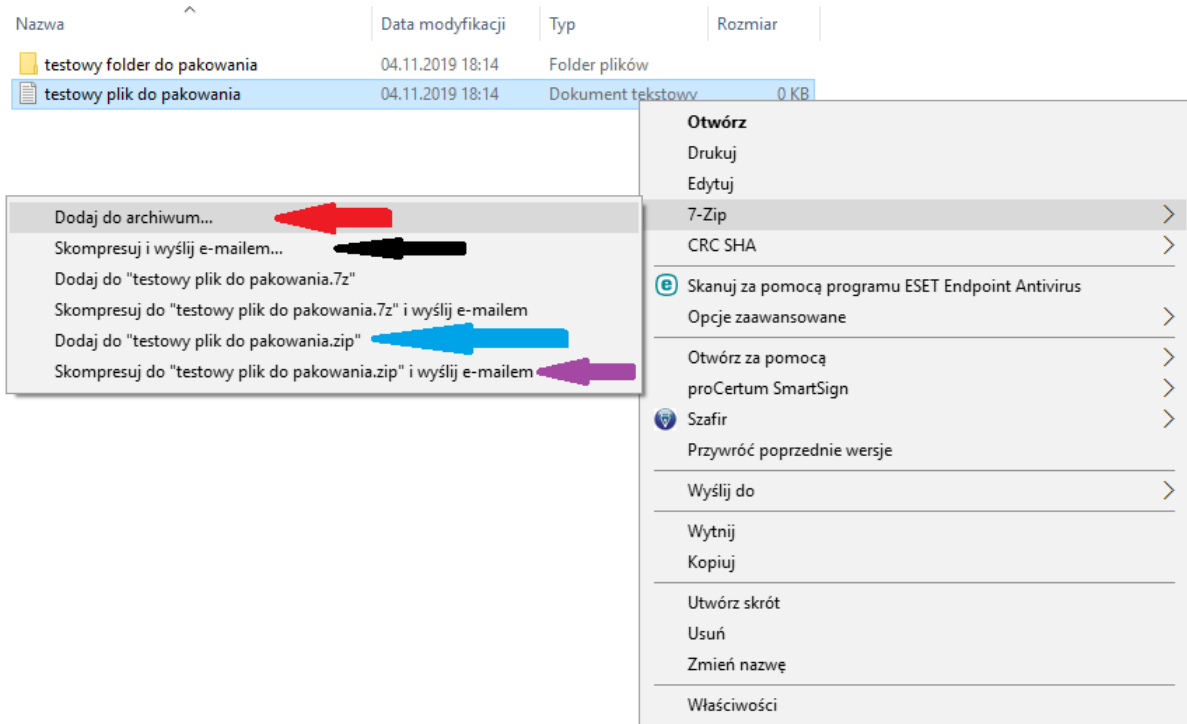 Nazwa Data modyfikacji Typ Rozmiar
testowy folder do pakowania 04.11.2019 18:14 Folder plików
testowy plik do pakowania 04.11.2019 18:14 Dokument tekstowy 0 KB
Otwórz
Drukuj
Edytuj
7-Zip
CRC SHA
Skanuj za pomocą programu ESET Endpoint Antivirus
Opcje zaawansowane
Otwórz za pomocą
proCertum SmartSign
Szafir
Przywróć poprzednie wersje
Wyślij do
Wytnij
Kopiuj
Utwórz skrót
Usuń
Zmień nazwę
Właściwości
Dodaj do archiwum...
Skompresuj i wyślij e-mailem...
Dodaj do "testowy plik do pakowania.7z"
Skompresuj do "testowy plik do pakowania.7z" i wyślij e-mailem
Dodaj do "testowy plik do pakowania.zip"
Skompresuj do "testowy plik do pakowania.zip" i wyślij e-mailem